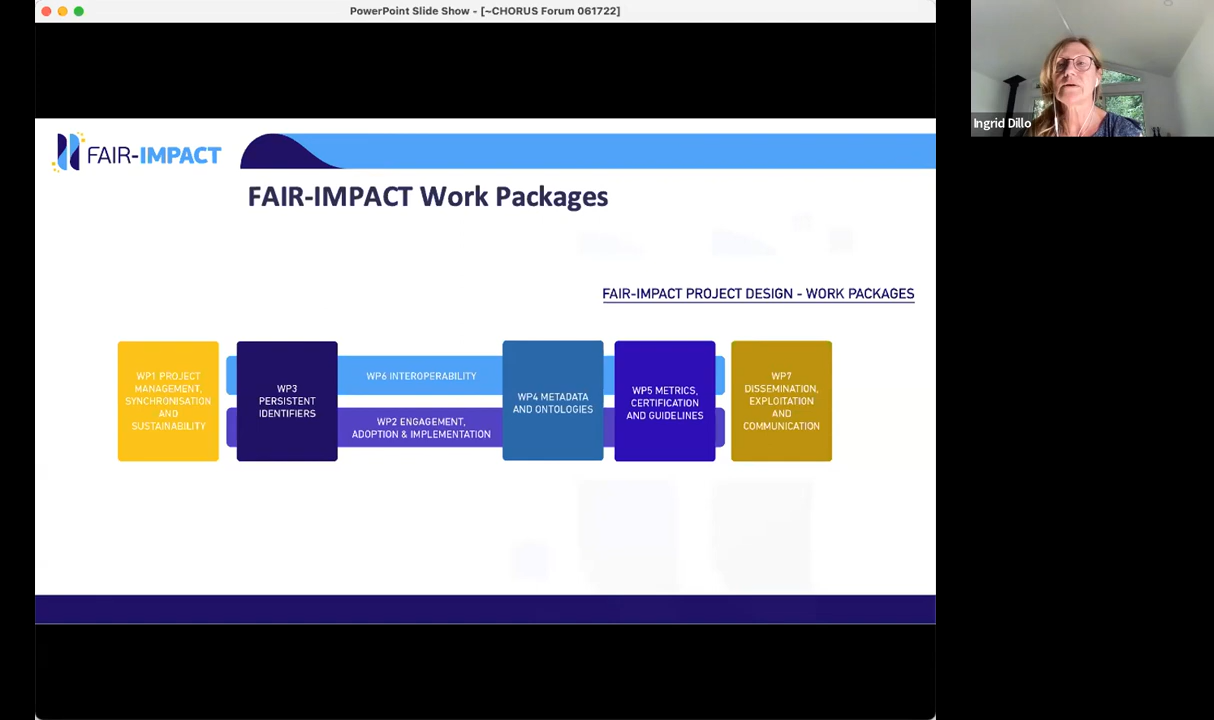 PowerPoint Slide Show - [~CHORUS Forum 061722]
Ingrid Dillo
FAIR-IMPACT
FAIR-IMPACT Work Packages
FAIR-IMPACT PROJECT DESIGN - WORK PACKAGES
WP1 PROJECT
MANAGEMENT,
SYNCHRONISATION
AND
SUSTAINABILITY
WP3
PERSISTENT
IDENTIFIERS
WP6 INTEROPERABILITY
WP2 ENGAGEMENT,
ADOPTION & IMPLEMENTATION
WP4 METADATA
AND ONTOLOGIES
WP5 METRICS,
CERTIFICATION
AND GUIDELINES
WP7
DISSEMINATION,
EXPLOITATION
AND
COMMUNICATION